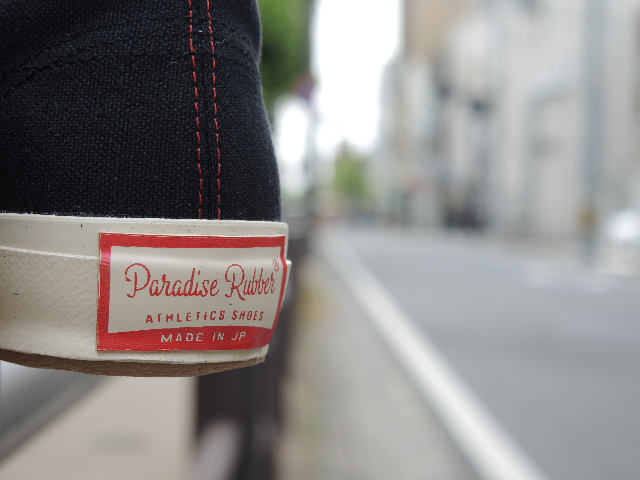 Paradise Rubber®
ATHLETICS SHOES
MADE IN JP